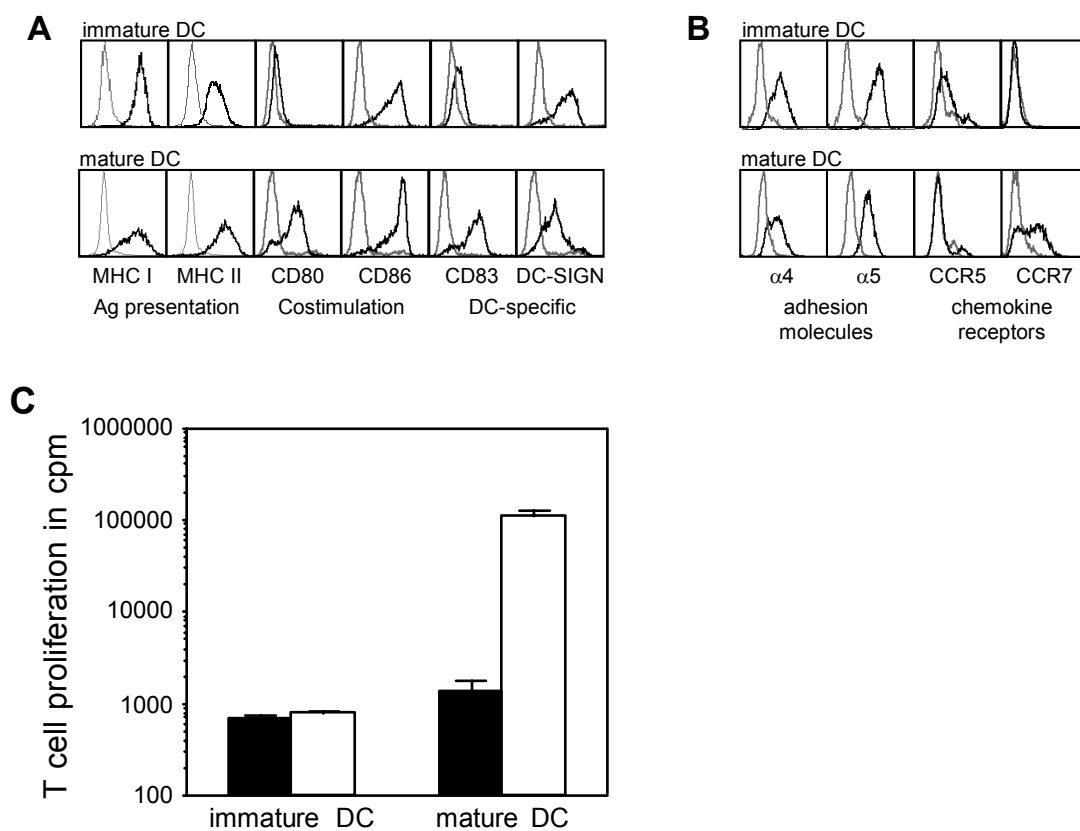 A
immature DC
mature DC
MHC I MHC II CD80 CD86 CD83 DC-SIGN
Ag presentation Costimulation DC-specific
B
immature DC
mature DC
α4 α5 CCR5 CCR7
adhesion molecules
chemokine receptors
C
T cell proliferation in cpm
1000000
100000
10000
1000
100
immature DC mature DC